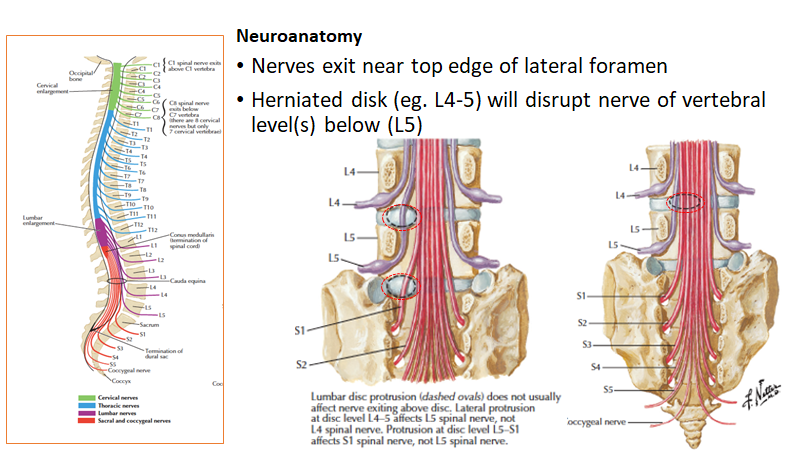 Neuroanatomy
• Nerves exit near top edge of lateral foramen
• Herniated disk (eg. L4-5) will disrupt nerve of vertebral
level(s) below (L5)
Occipital
bone
Cervical
enlargement
C1
C1
C2
C2
C3
C3
C4
C4
C5
C5
C6
C6
C7
C7
C8
C1 spinal nerve exits
above C1 vertebra
C8 spinal nerve
exits below
C7 vertebra
(there are 8 cervical
nerves but only
7 cervical vertebrae)
T1
T1
T2
T2
T3
T3
T4
T4
T5
T5
T6
T6
T7
T7
T8
T8
T9
T9
T10
T10
T11
T11
T12
T12
Lumbar
enlargement
L1
L1
Conus medullaris
(termination of
spinal cord)
L2
L2
L3
L3
Cauda equina
L4
L4
L5
L5
Sacrum
S1
S2
Termination of
dural sac
S3
S4
S5
Coccygeal nerve
Coccyx
Coc
Cervical nerves
Thoracic nerves
Lumbar nerves
Sacral and coccygeal nerves
L4
L4
L5
L5
S1
S2
Lumbar disc protrusion (dashed ovals) does not usually
affect nerve exiting above disc. Lateral protrusion
at disc level L4–5 affects L5 spinal nerve, not
L4 spinal nerve. Protrusion at disc level L5–S1
affects S1 spinal nerve, not L5 spinal nerve.
L4
L4
L5
L5
S1
S2
S3
S4
S5
occygeal nerve
F. Netter